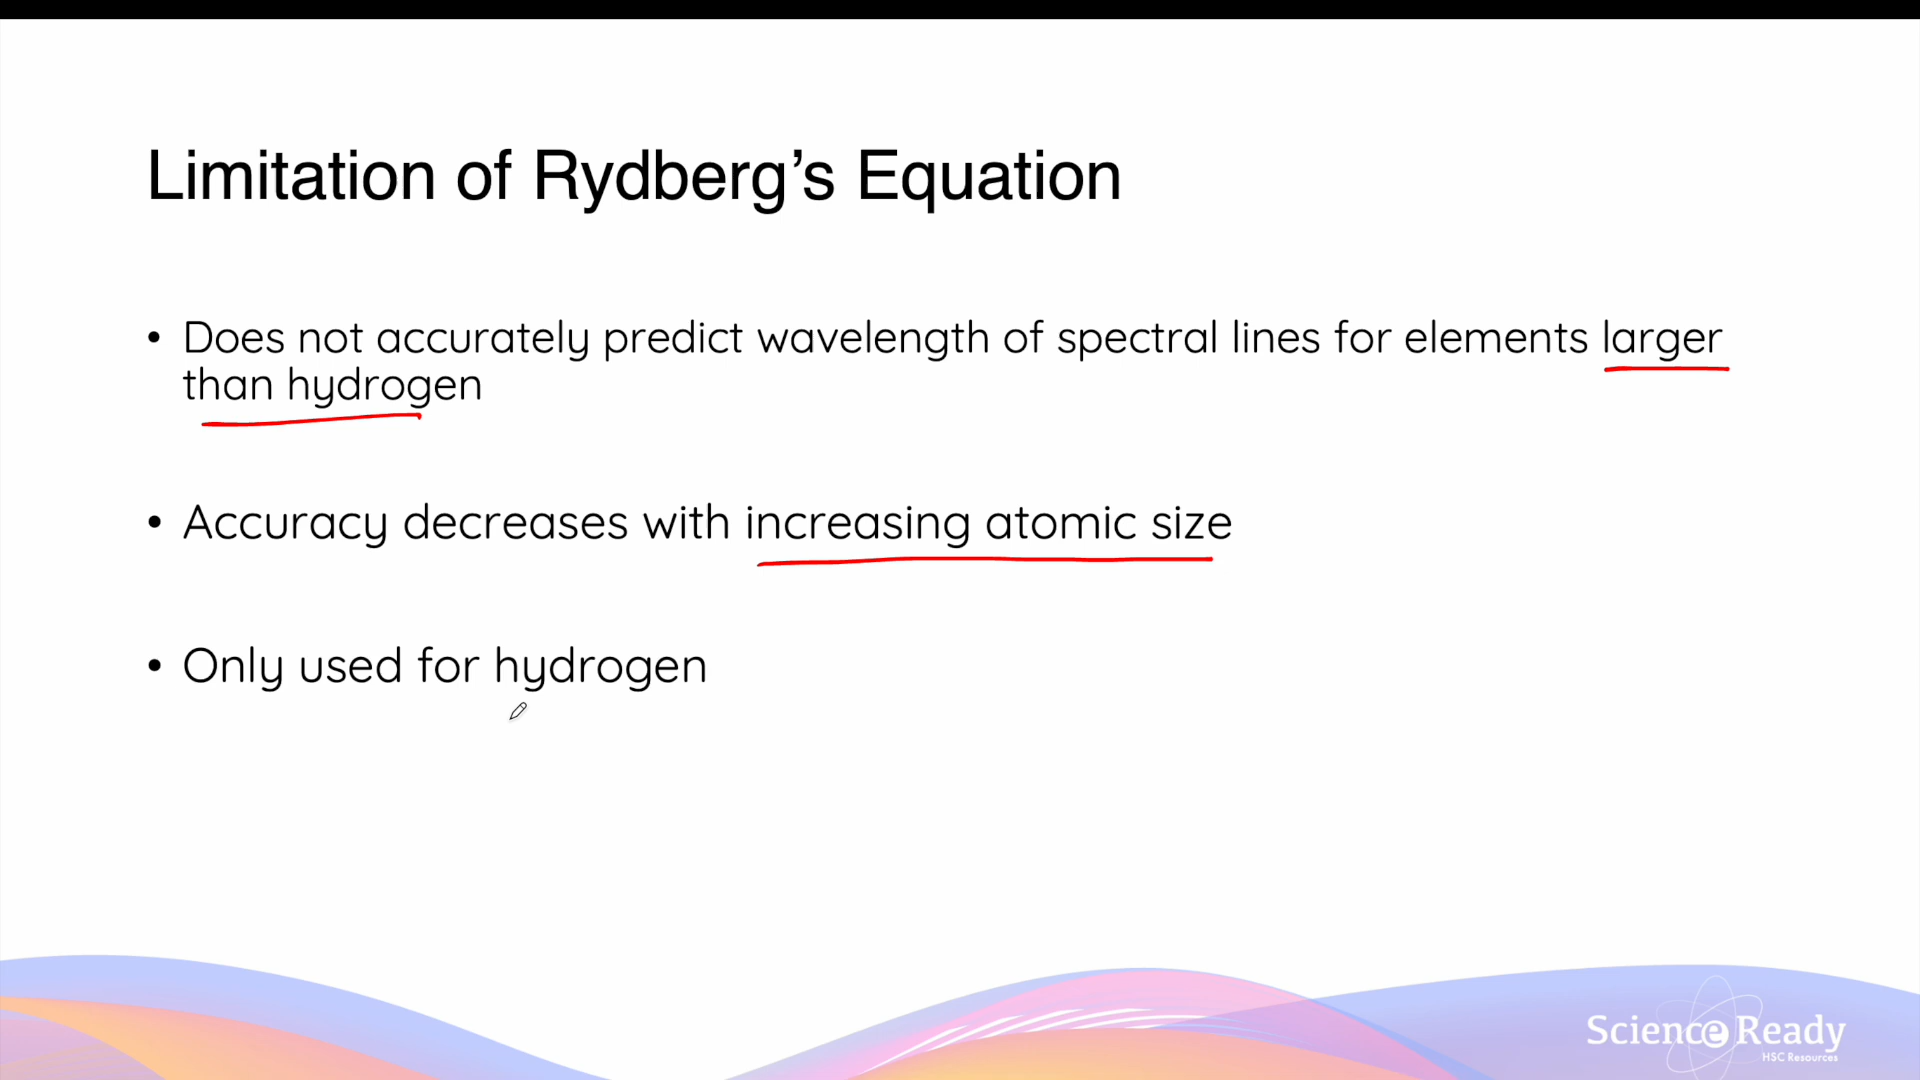 Limitation of Rydberg’s Equation
• Does not accurately predict wavelength of spectral lines for elements larger
than hydrogen
• Accuracy decreases with increasing atomic size
• Only used for hydrogen
Science Ready
HSC Resources